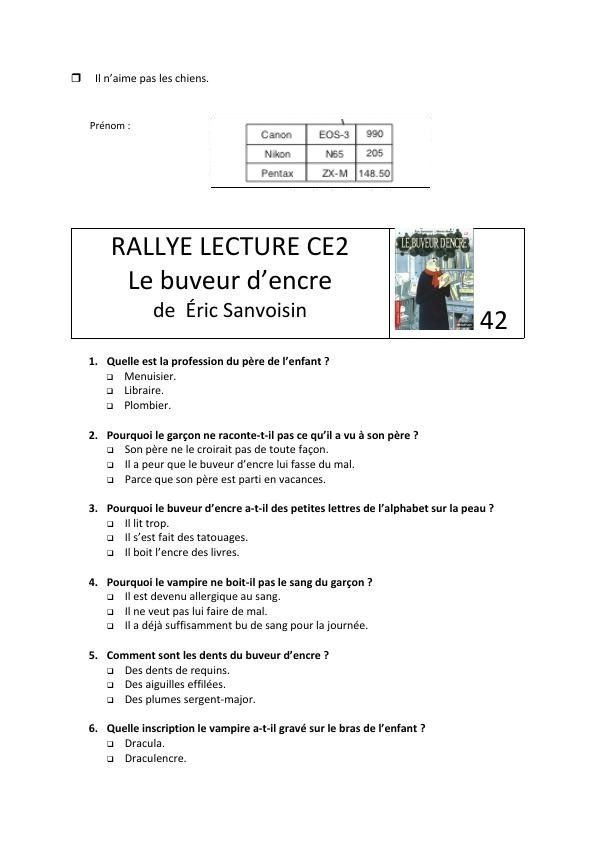 ❒ Il n’aime pas les chiens.
Prénom :
Canon EOS-3 990
Nikon N65 205
Pentax ZX-M 148.50
RALLYE LECTURE CE2
Le buveur d’encre
de Éric Sanvoisin
LE BUVEUR D'ENCRE
42
1. Quelle est la profession du père de l’enfant ?
❑ Menuisier.
❑ Libraire.
❑ Plombier.
2. Pourquoi le garçon ne raconte-t-il pas ce qu’il a vu à son père ?
❑ Son père ne le croirait pas de toute façon.
❑ Il a peur que le buveur d’encre lui fasse du mal.
❑ Parce que son père est parti en vacances.
3. Pourquoi le buveur d’encre a-t-il des petites lettres de l’alphabet sur la peau ?
❑ Il lit trop.
❑ Il s’est fait des tatouages.
❑ Il boit l’encre des livres.
4. Pourquoi le vampire ne boit-il pas le sang du garçon ?
❑ Il est devenu allergique au sang.
❑ Il ne veut pas lui faire de mal.
❑ Il a déjà suffisamment bu de sang pour la journée.
5. Comment sont les dents du buveur d’encre ?
❑ Des dents de requins.
❑ Des aiguilles effilées.
❑ Des plumes sergent-major.
6. Quelle inscription le vampire a-t-il gravé sur le bras de l’enfant ?
❑ Dracula.
❑ Draculencre.